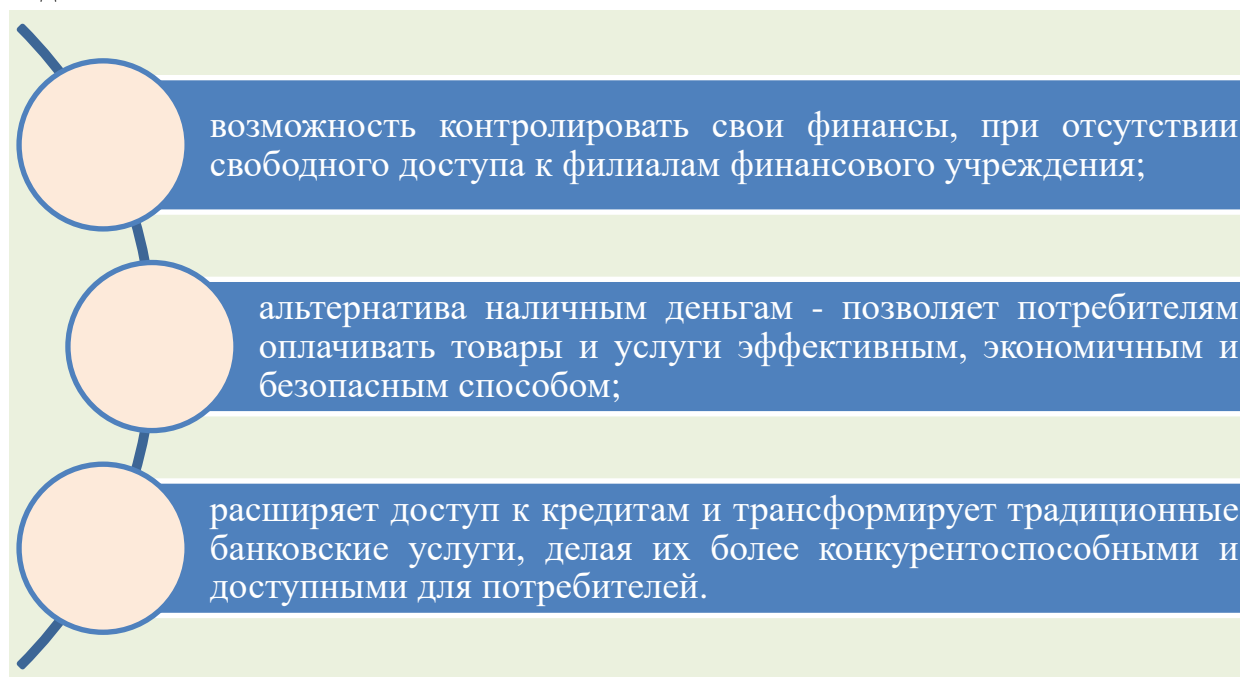 возможность контролировать свои финансы, при отсутствии
свободного доступа к филиалам финансового учреждения;
альтернатива наличным деньгам - позволяет потребителям
оплачивать товары и услуги эффективным, экономичным и
безопасным способом;
расширяет доступ к кредитам и трансформирует традиционные
банковские услуги, делая их более конкурентоспособными и
доступными для потребителей.